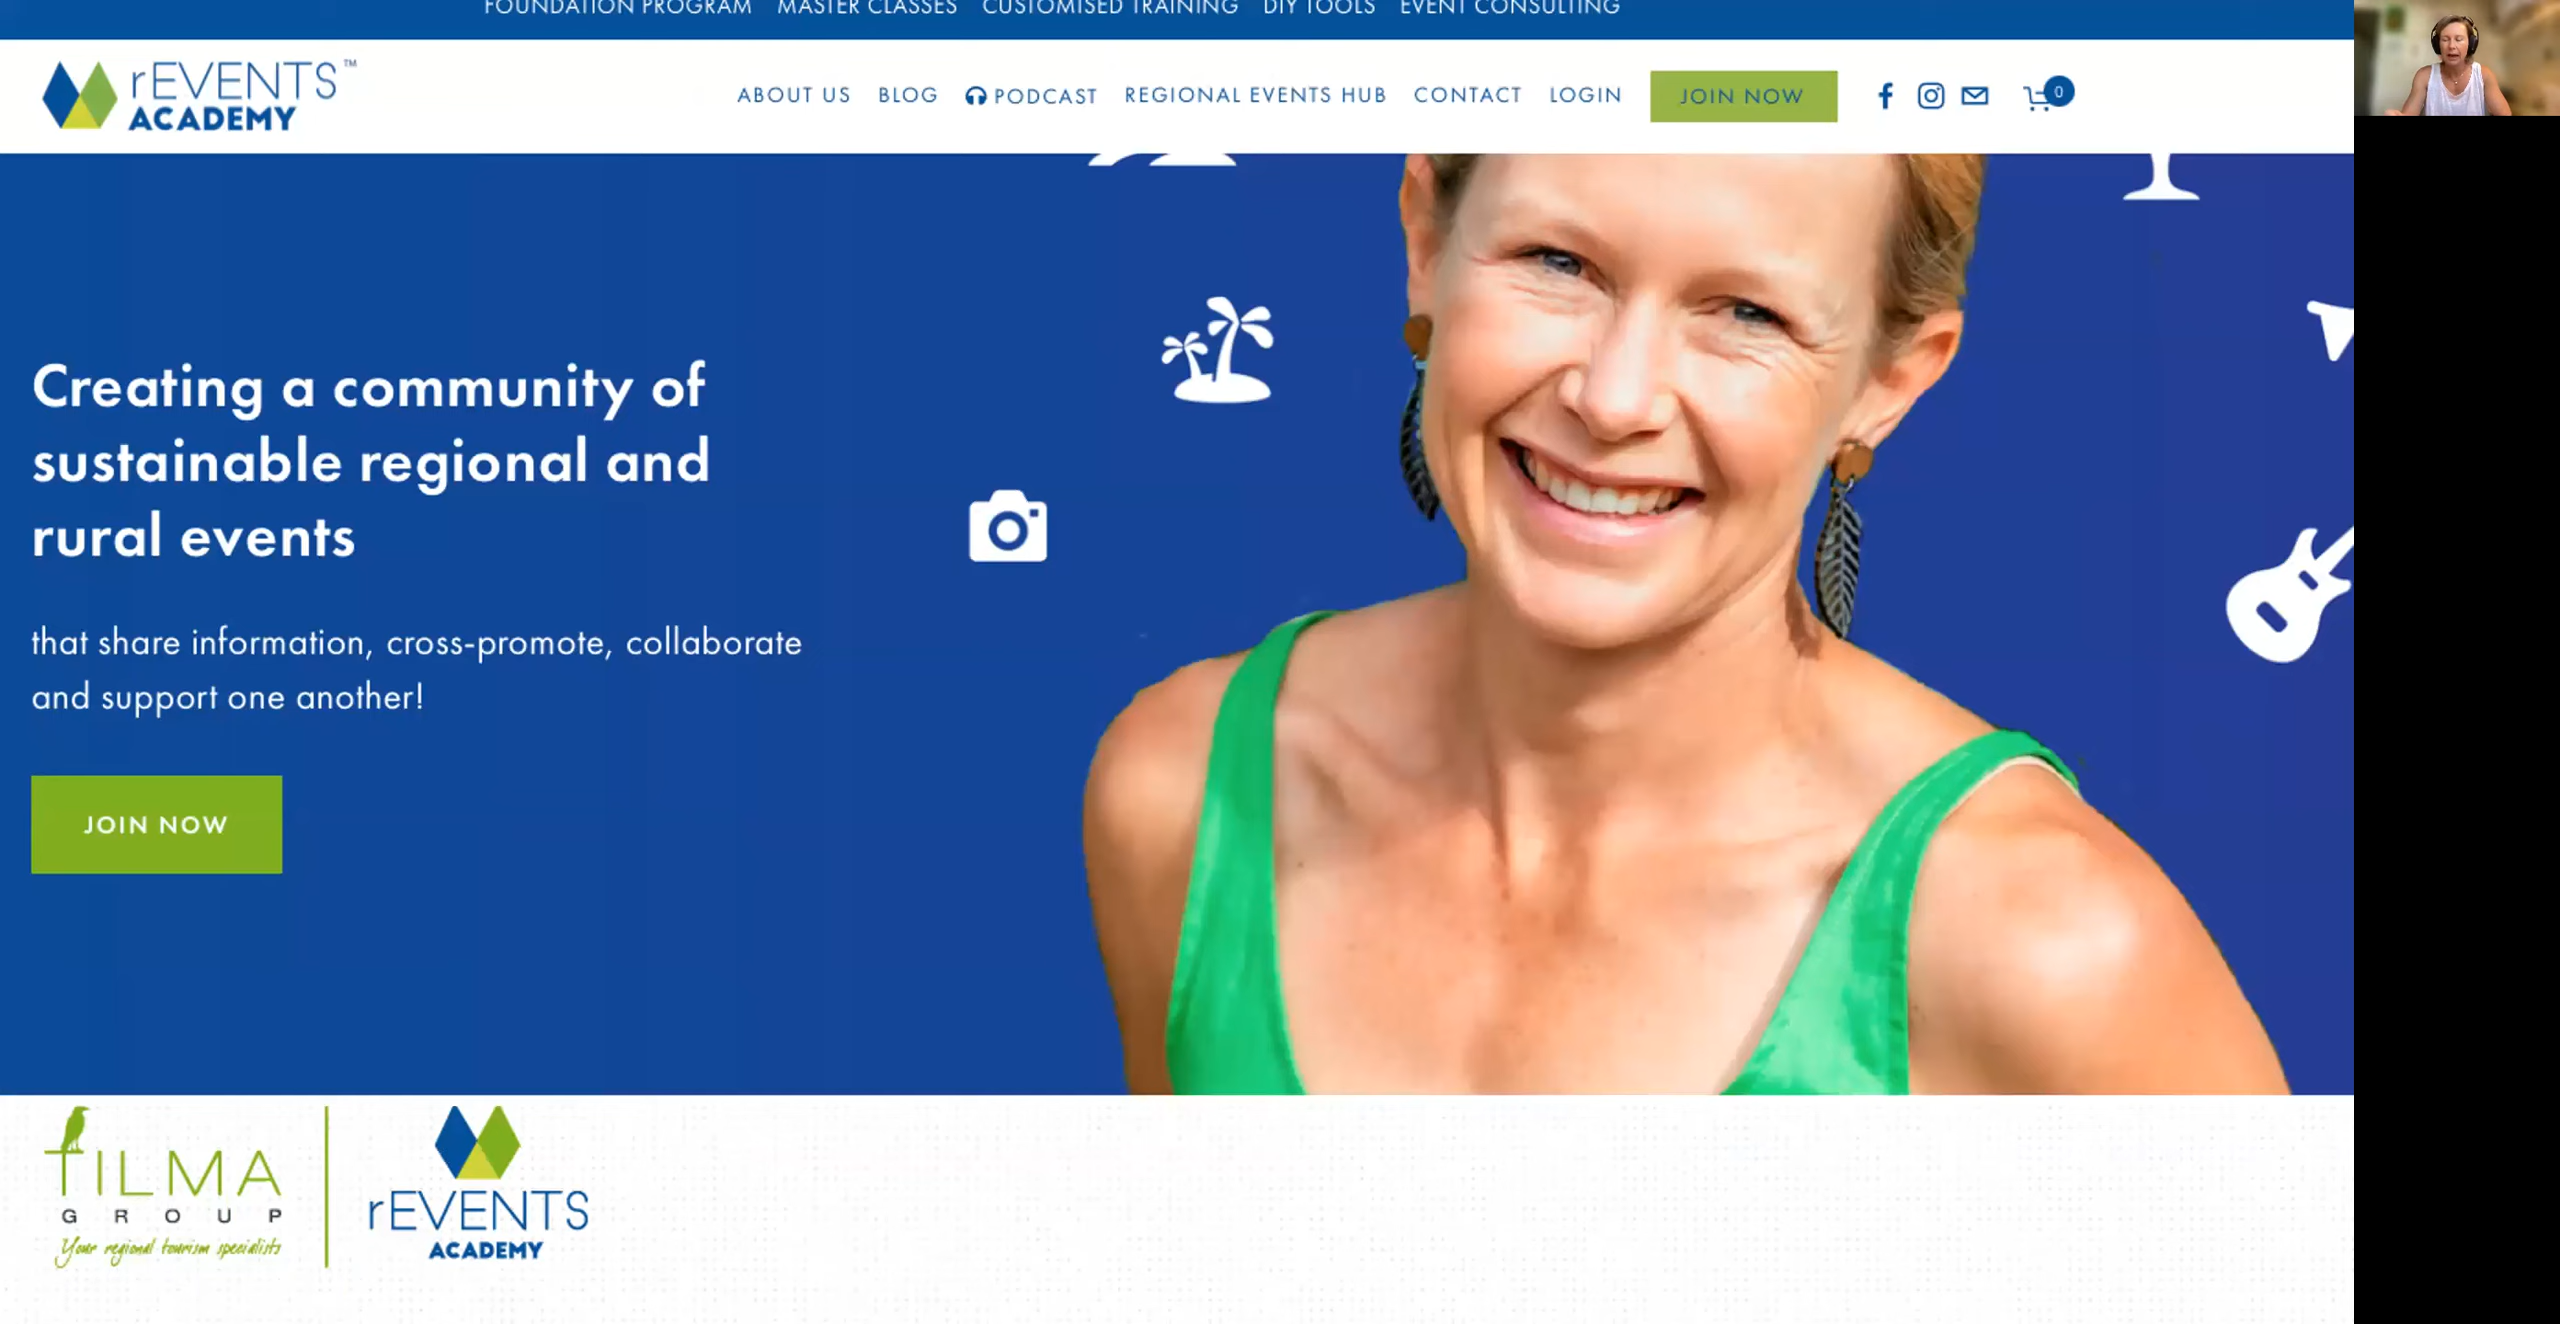 FOUNDATION PROGRAM MASTER CLASSES CUSTOMISED TRAINING DIY TOOLS EVENT CONSULTING
rEVENTS™
ACADEMY
ABOUT US BLOG PODCAST REGIONAL EVENTS HUB CONTACT LOGIN JOIN NOW 0
Creating a community of
sustainable regional and
rural events
that share information, cross-promote, collaborate
and support one another!
JOIN NOW
TILMA
GROUP
Your regional tourism specialists
rEVENTS
ACADEMY